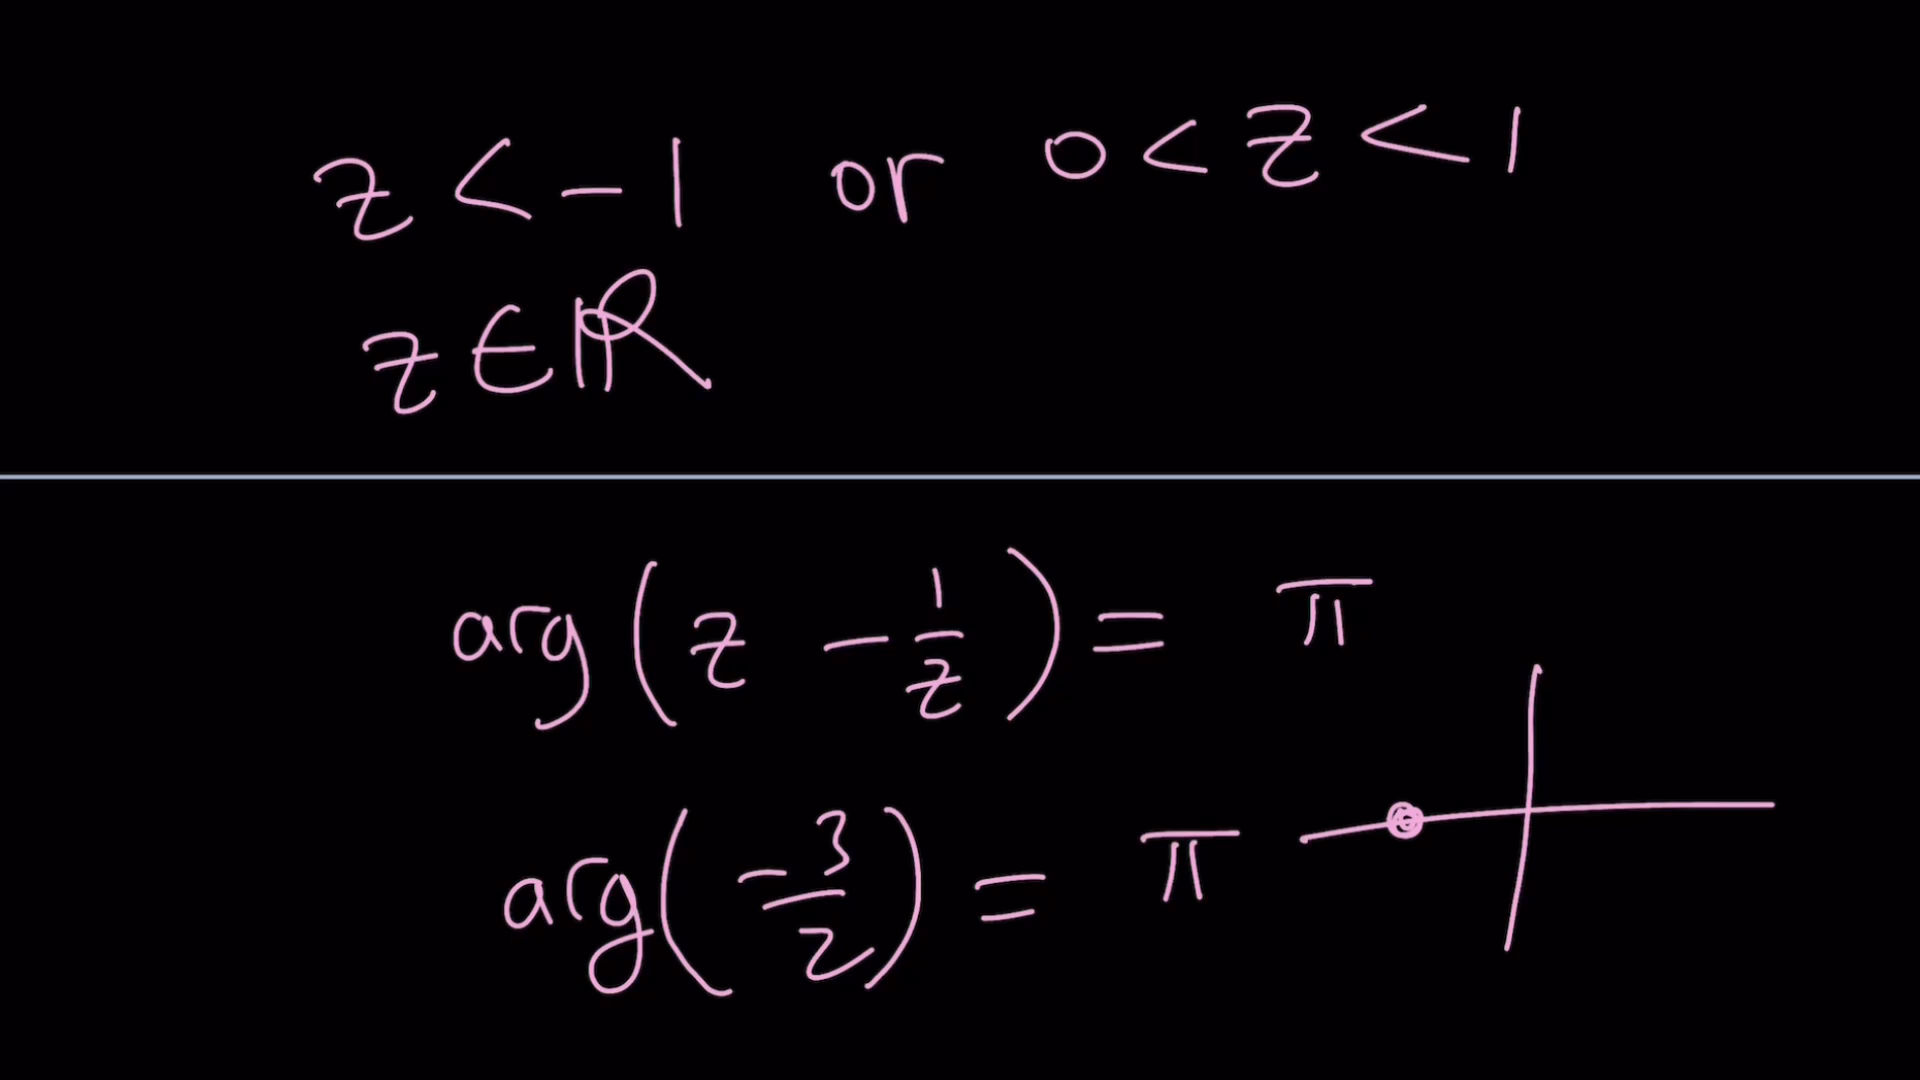 z < -1 or 0 < z < 1
z ∈ ℝ
arg(z - 1/z) = π
arg(-3/2) = π